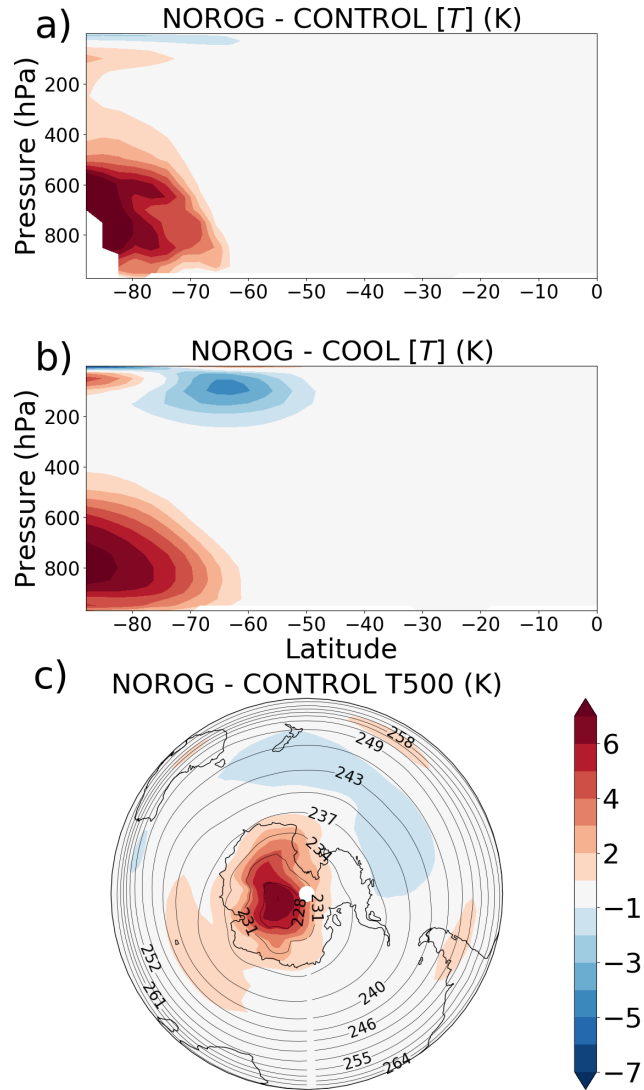 a)
NOROG - CONTROL [T] (K)
Pressure (hPa)
200
400
600
800
−80 −70 −60 −50 −40 −30 −20 −10 0
b)
NOROG - COOL [T] (K)
Pressure (hPa)
200
400
600
800
−80 −70 −60 −50 −40 −30 −20 −10 0
Latitude
c)
NOROG - CONTROL T500 (K)
258
249
243
237
234
228
231
231
252
261
240
246
255
264
6
4
2
−1
−3
−5
−7